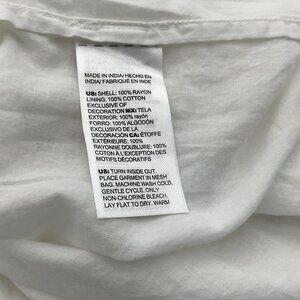 MADE IN INDIA/ HECHO EN
INDIA/ FABRIQUÉ EN INDE
US: SHELL: 100% RAYON
LINING: 100% COTTON
EXCLUSIVE OF
DECORATION MX: TELA
EXTERIOR: 100% rayón
FORRO: 100% ALGODÓN
EXCLUSIVO DE LA
DECORACIÓN CA: ÉTOFFE
EXTÉRIEURE: 100%
RAYONNE DOUBLURE: 100%
COTON À L'EXCEPTION DES
MOTIFS DÉCORATIFS
US: TURN INSIDE OUT.
PLACE GARMENT IN MESH
BAG. MACHINE WASH COLD,
GENTLE CYCLE. ONLY
NON-CHLORINE BLEACH.
LAY FLAT TO DRY. WARM